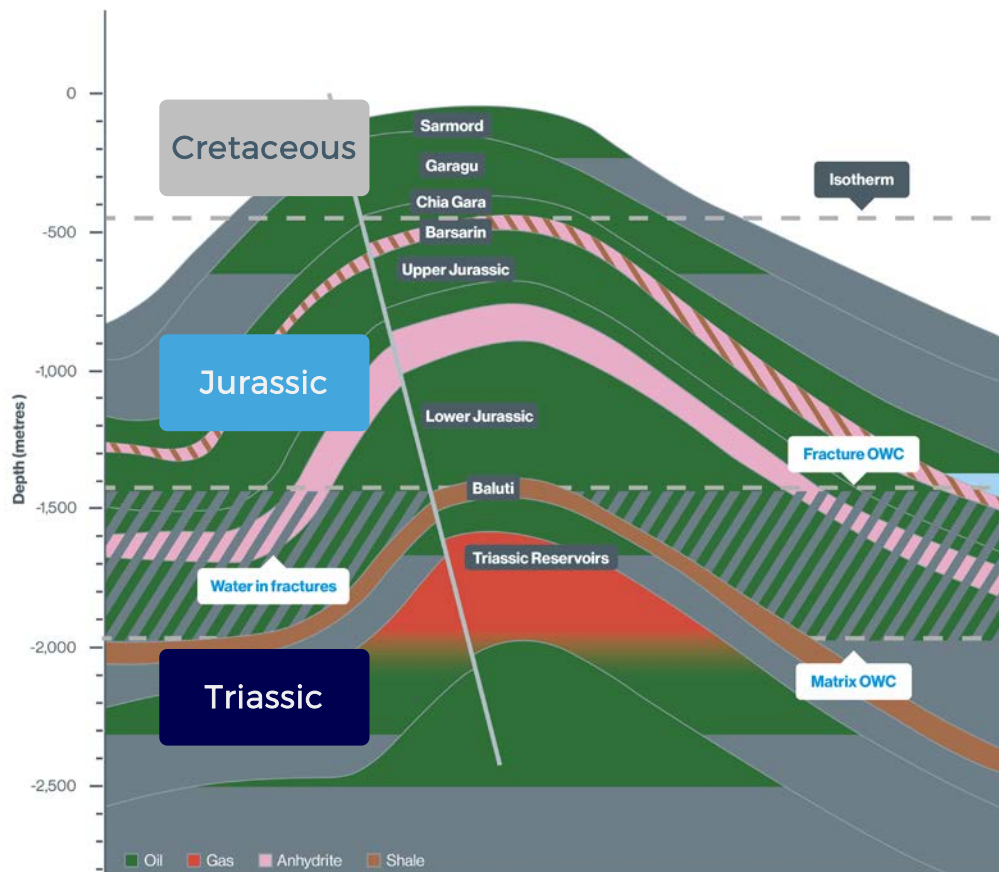 0
-500
-1,000
-1,500
-2,000
-2,500
Depth (metres)
Cretaceous
Jurassic
Triassic
Sarmord
Garagu
Chia Gara
Barsarin
Upper Jurassic
Lower Jurassic
Baluti
Triassic Reservoirs
Isotherm
Fracture OWC
Water in fractures
Matrix OWC
Oil
Gas
Anhydrite
Shale